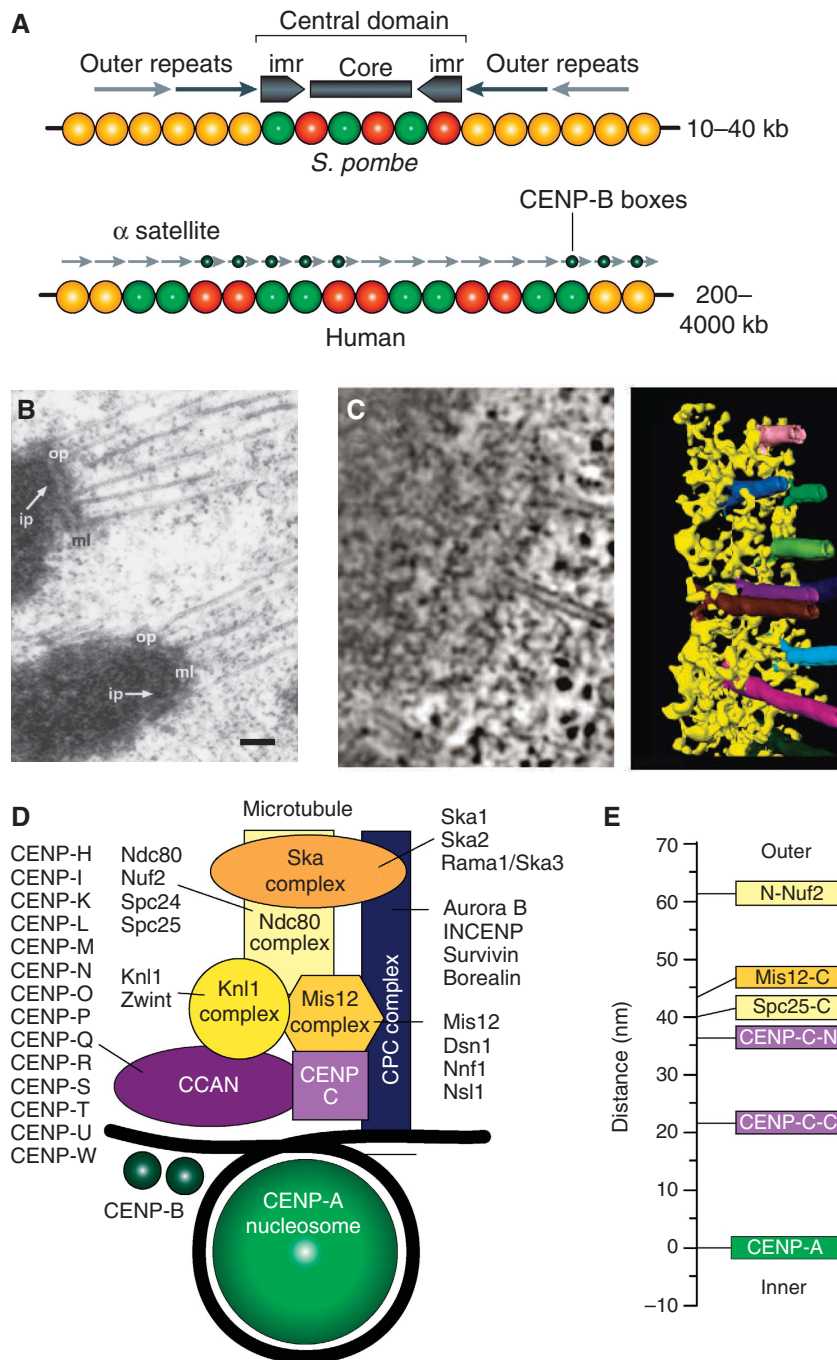 A
Central domain
imr
Core
imr
Outer repeats
Outer repeats
10–40 kb
S. pombe
CENP-B boxes
α satellite
200–
4000 kb
Human
B
op
ip
ml
op
ml
ip
C
D
CENP-H
CENP-I
CENP-K
CENP-L
CENP-M
CENP-N
CENP-O
CENP-P
CENP-Q
CENP-R
CENP-S
CENP-T
CENP-U
CENP-W
Ndc80
Nuf2
Spc24
Spc25
Knl1
Zwint
Microtubule
Ska
complex
Ndc80
complex
Knl1
complex
Mis12
complex
CPC complex
CCAN
CENP
C
Ska1
Ska2
Rama1/Ska3
Aurora B
INCENP
Survivin
Borealin
Mis12
Dsn1
Nnf1
Nsl1
CENP-B
CENP-A
nucleosome
E
Distance (nm)
70
60
50
40
30
20
10
0
–10
Outer
N-Nuf2
Mis12-C
Spc25-C
CENP-C-N
CENP-C-C
CENP-A
Inner